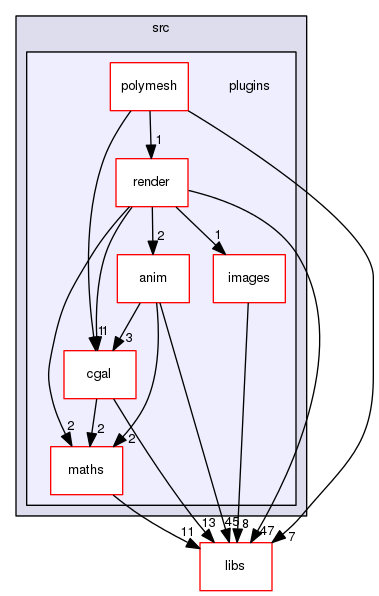 src
polymesh
plugins
1
render
2
1
anim
images
11
3
cgal
2
2
2
maths
11
13
45
8
47
7
libs